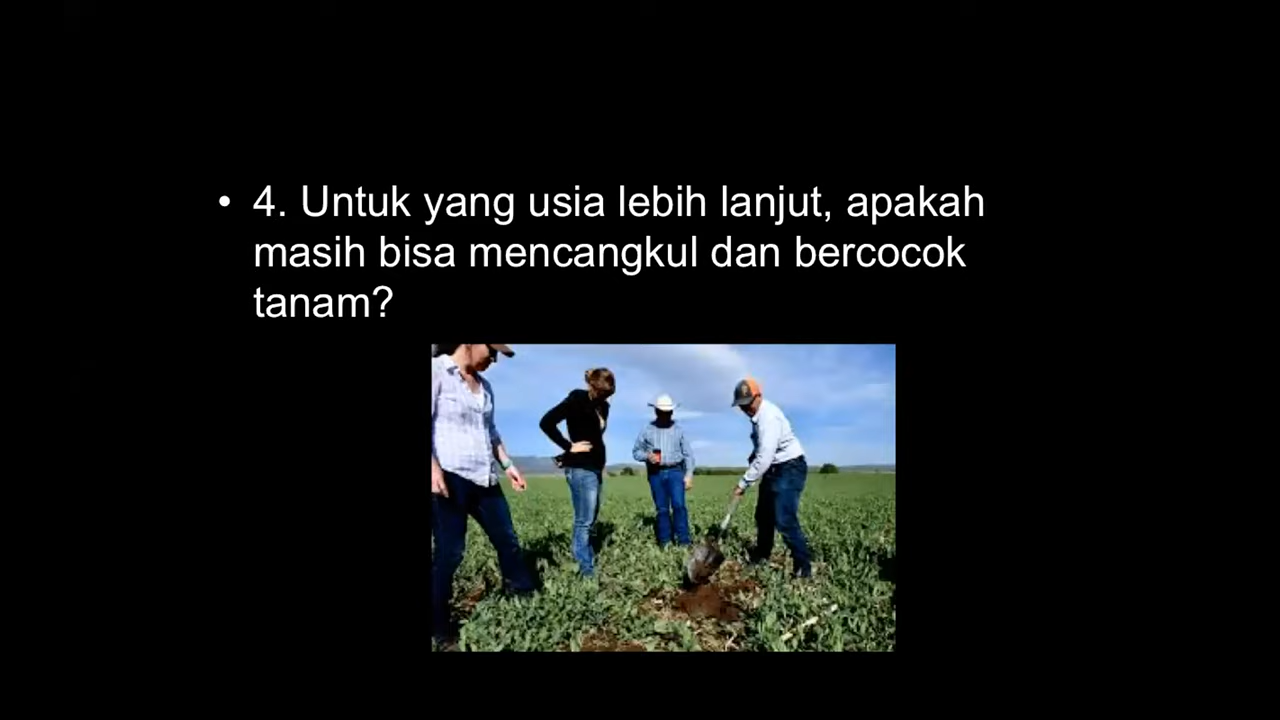 • 4. Untuk yang usia lebih lanjut, apakah
masih bisa mencangkul dan bercocok
tanam?